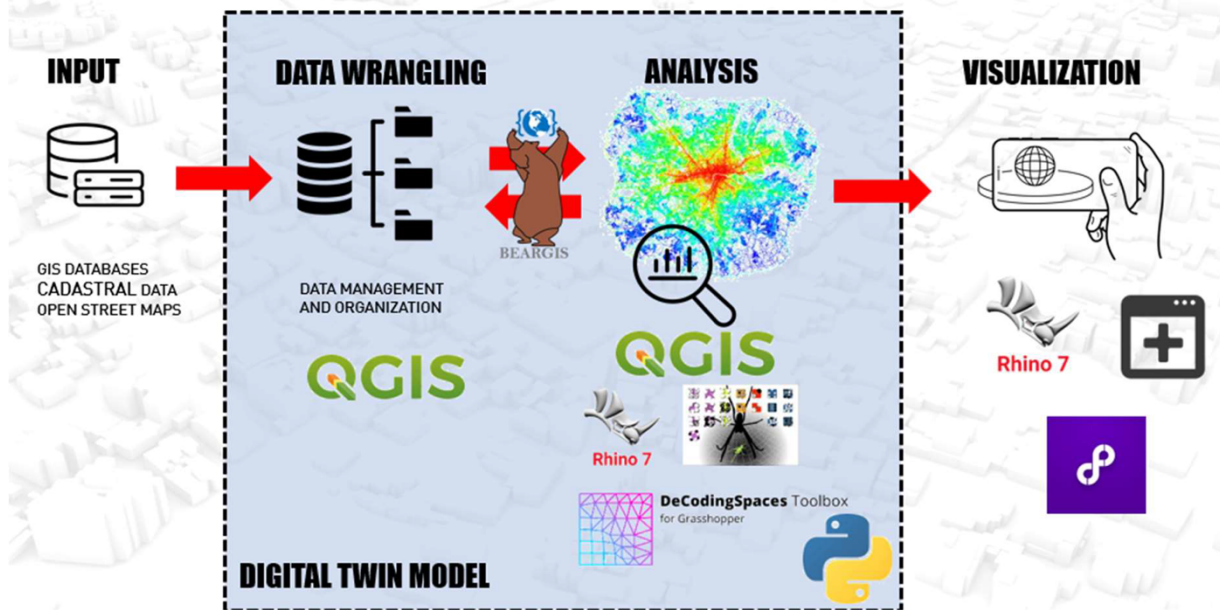 INPUT
DATA WRANGLING
ANALYSIS
VISUALIZATION
BEARGIS
GIS DATABASES
CADASTRAL DATA
OPEN STREET MAPS
DATA MANAGEMENT
AND ORGANIZATION
QGIS
QGIS
Rhino 7
Rhino 7
DeCodingSpaces Toolbox
for Grasshopper
DIGITAL TWIN MODEL